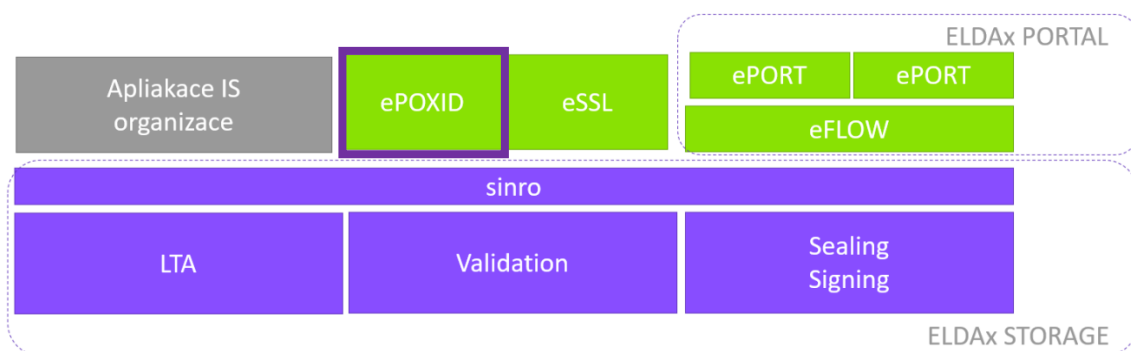 ELDAx PORTAL
Apliakace IS
organizace
ePOXID
eSSL
ePORT
ePORT
eFLOW
sinro
LTA
Validation
Sealing
Signing
ELDAx STORAGE